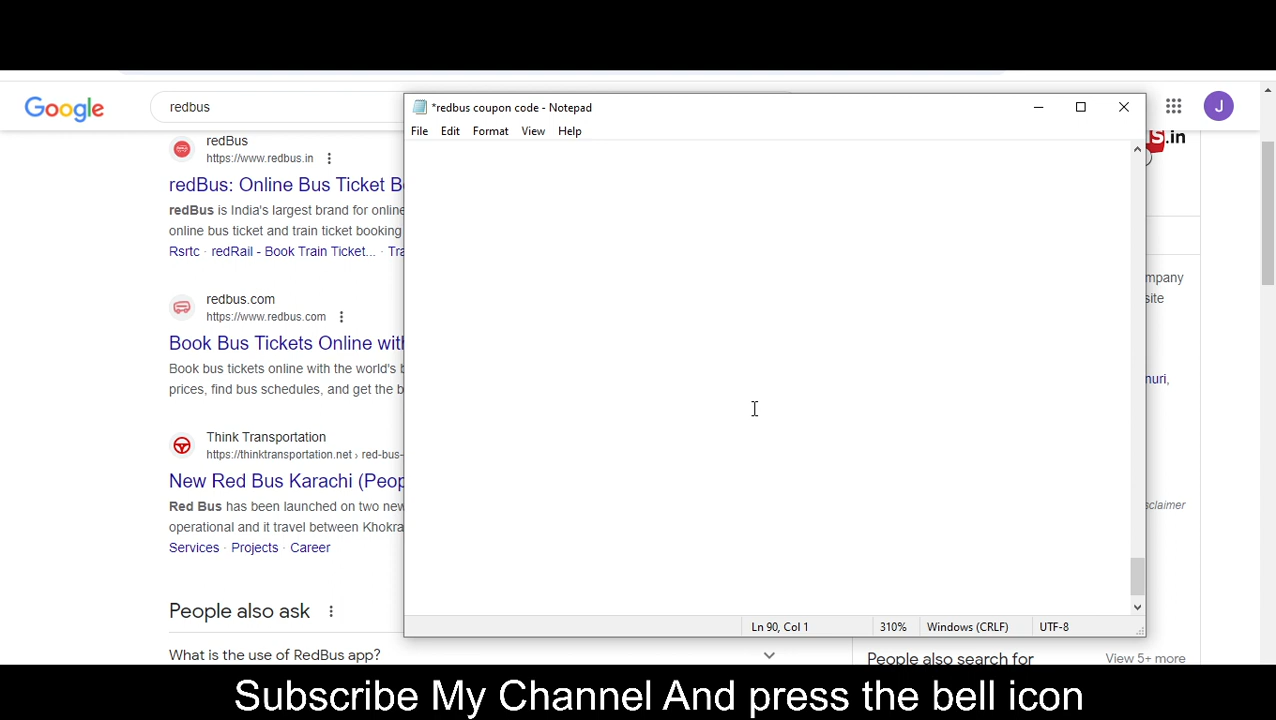 Google
redbus
J
*redbus coupon code - Notepad
File Edit Format View Help
redBus
https://www.redbus.in
redBus: Online Bus Ticket B
redBus is India's largest brand for online
online bus ticket and train ticket booking
Rsrtc · redRail - Book Train Ticket... · Tra
redbus.com
https://www.redbus.com
Book Bus Tickets Online with
Book bus tickets online with the world's b
prices, find bus schedules, and get the b
Think Transportation
https://thinktransportation.net › red-bus-
New Red Bus Karachi (Peop
Red Bus has been launched on two new
operational and it travel between Khokra
Services · Projects · Career
People also ask
What is the use of RedBus app?
Ln 90, Col 1 310% Windows (CRLF) UTF-8
S.in
mpany
site
nuri,
sclaimer
People also search for View 5+ more
Subscribe My Channel And press the bell icon